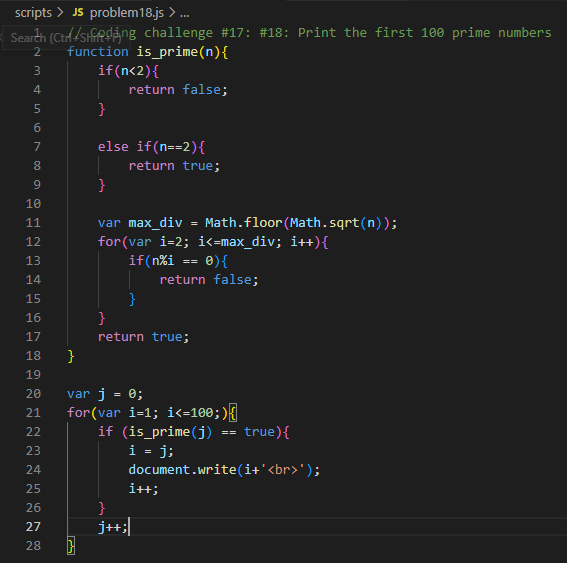 scripts > JS problem18.js > ...
Search (Ctrl+Shift+F)
1 // Coding challenge #17: #18: Print the first 100 prime numbers
2 function is_prime(n){
3     if(n<2){
4         return false;
5     }
6
7     else if(n==2){
8         return true;
9     }
10
11     var max_div = Math.floor(Math.sqrt(n));
12     for(var i=2; i<=max_div; i++){
13         if(n%i == 0){
14             return false;
15         }
16     }
17     return true;
18 }
19
20 var j = 0;
21 for(var i=1; i<=100;){
22     if (is_prime(j) == true){
23         i = j;
24         document.write(i+'<br>');
25         i++;
26     }
27     j++;
28 }